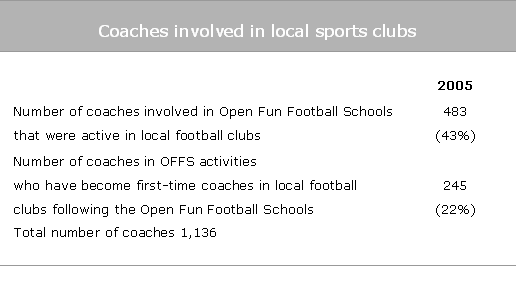 Coaches involved in local sports clubs
2005
Number of coaches involved in Open Fun Football Schools 483
that were active in local football clubs (43%)
Number of coaches in OFFS activities
who have become first-time coaches in local football 245
clubs following the Open Fun Football Schools (22%)
Total number of coaches 1,136